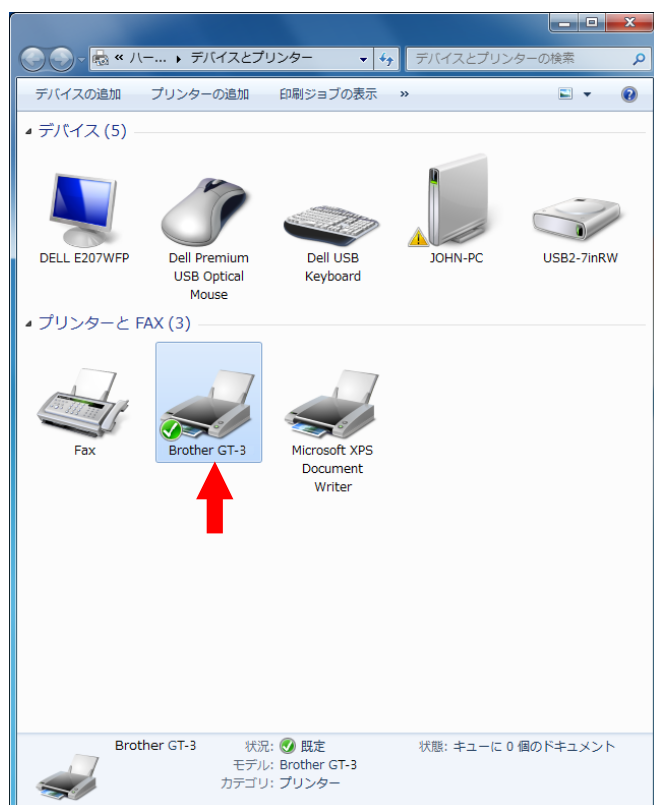 « ハー... ▸ デバイスとプリンター
デバイスとプリンターの検索
デバイスの追加 プリンターの追加 印刷ジョブの表示 »
デバイス (5)
DELL E207WFP
Dell Premium
USB Optical
Mouse
Dell USB
Keyboard
JOHN-PC
USB2-7inRW
プリンターと FAX (3)
Fax
Brother GT-3
Microsoft XPS
Document
Writer
Brother GT-3 状況: 既定 状態: キューに 0 個のドキュメント
モデル: Brother GT-3
カテゴリ: プリンター